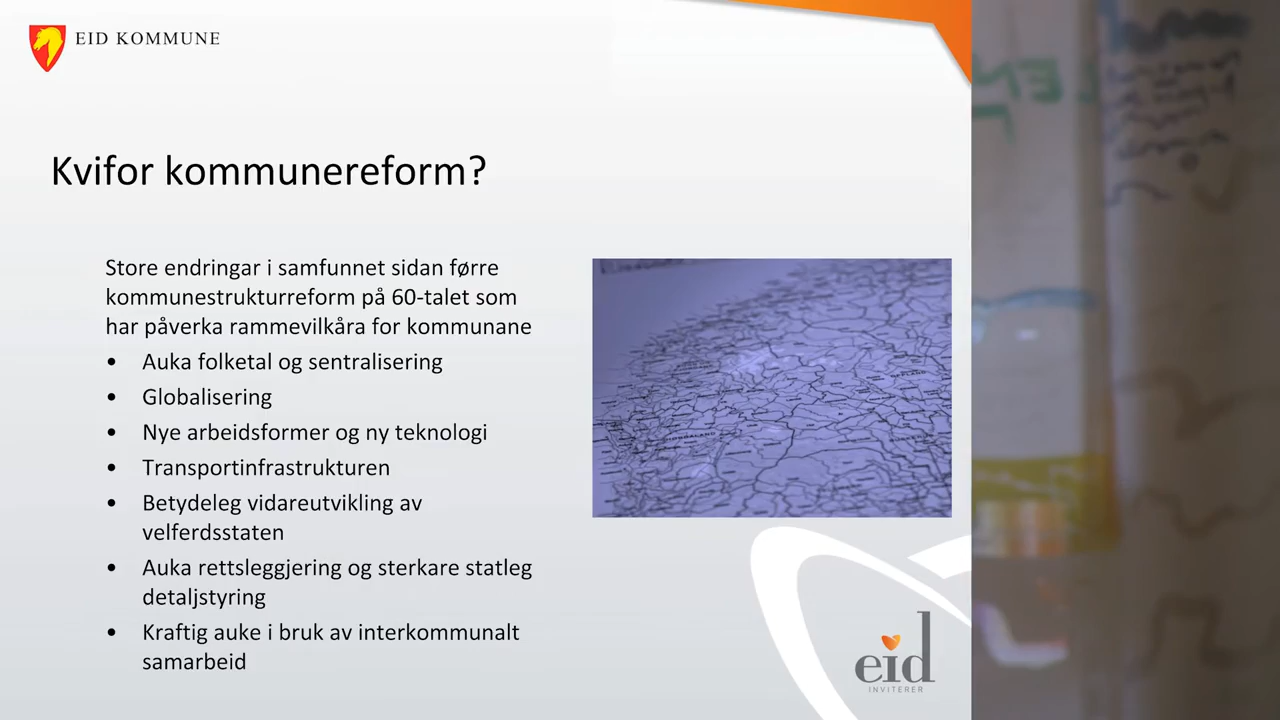 EID KOMMUNE
Kvifor kommunereform?
Store endringar i samfunnet sidan førre
kommunestrukturreform på 60-talet som
har påverka rammevilkåra for kommunane
• Auka folketal og sentralisering
• Globalisering
• Nye arbeidsformer og ny teknologi
• Transportinfrastrukturen
• Betydeleg vidareutvikling av
velferdsstaten
• Auka rettsleggjering og sterkare statleg
detaljstyring
• Kraftig auke i bruk av interkommunalt
samarbeid
eid
INVITERER